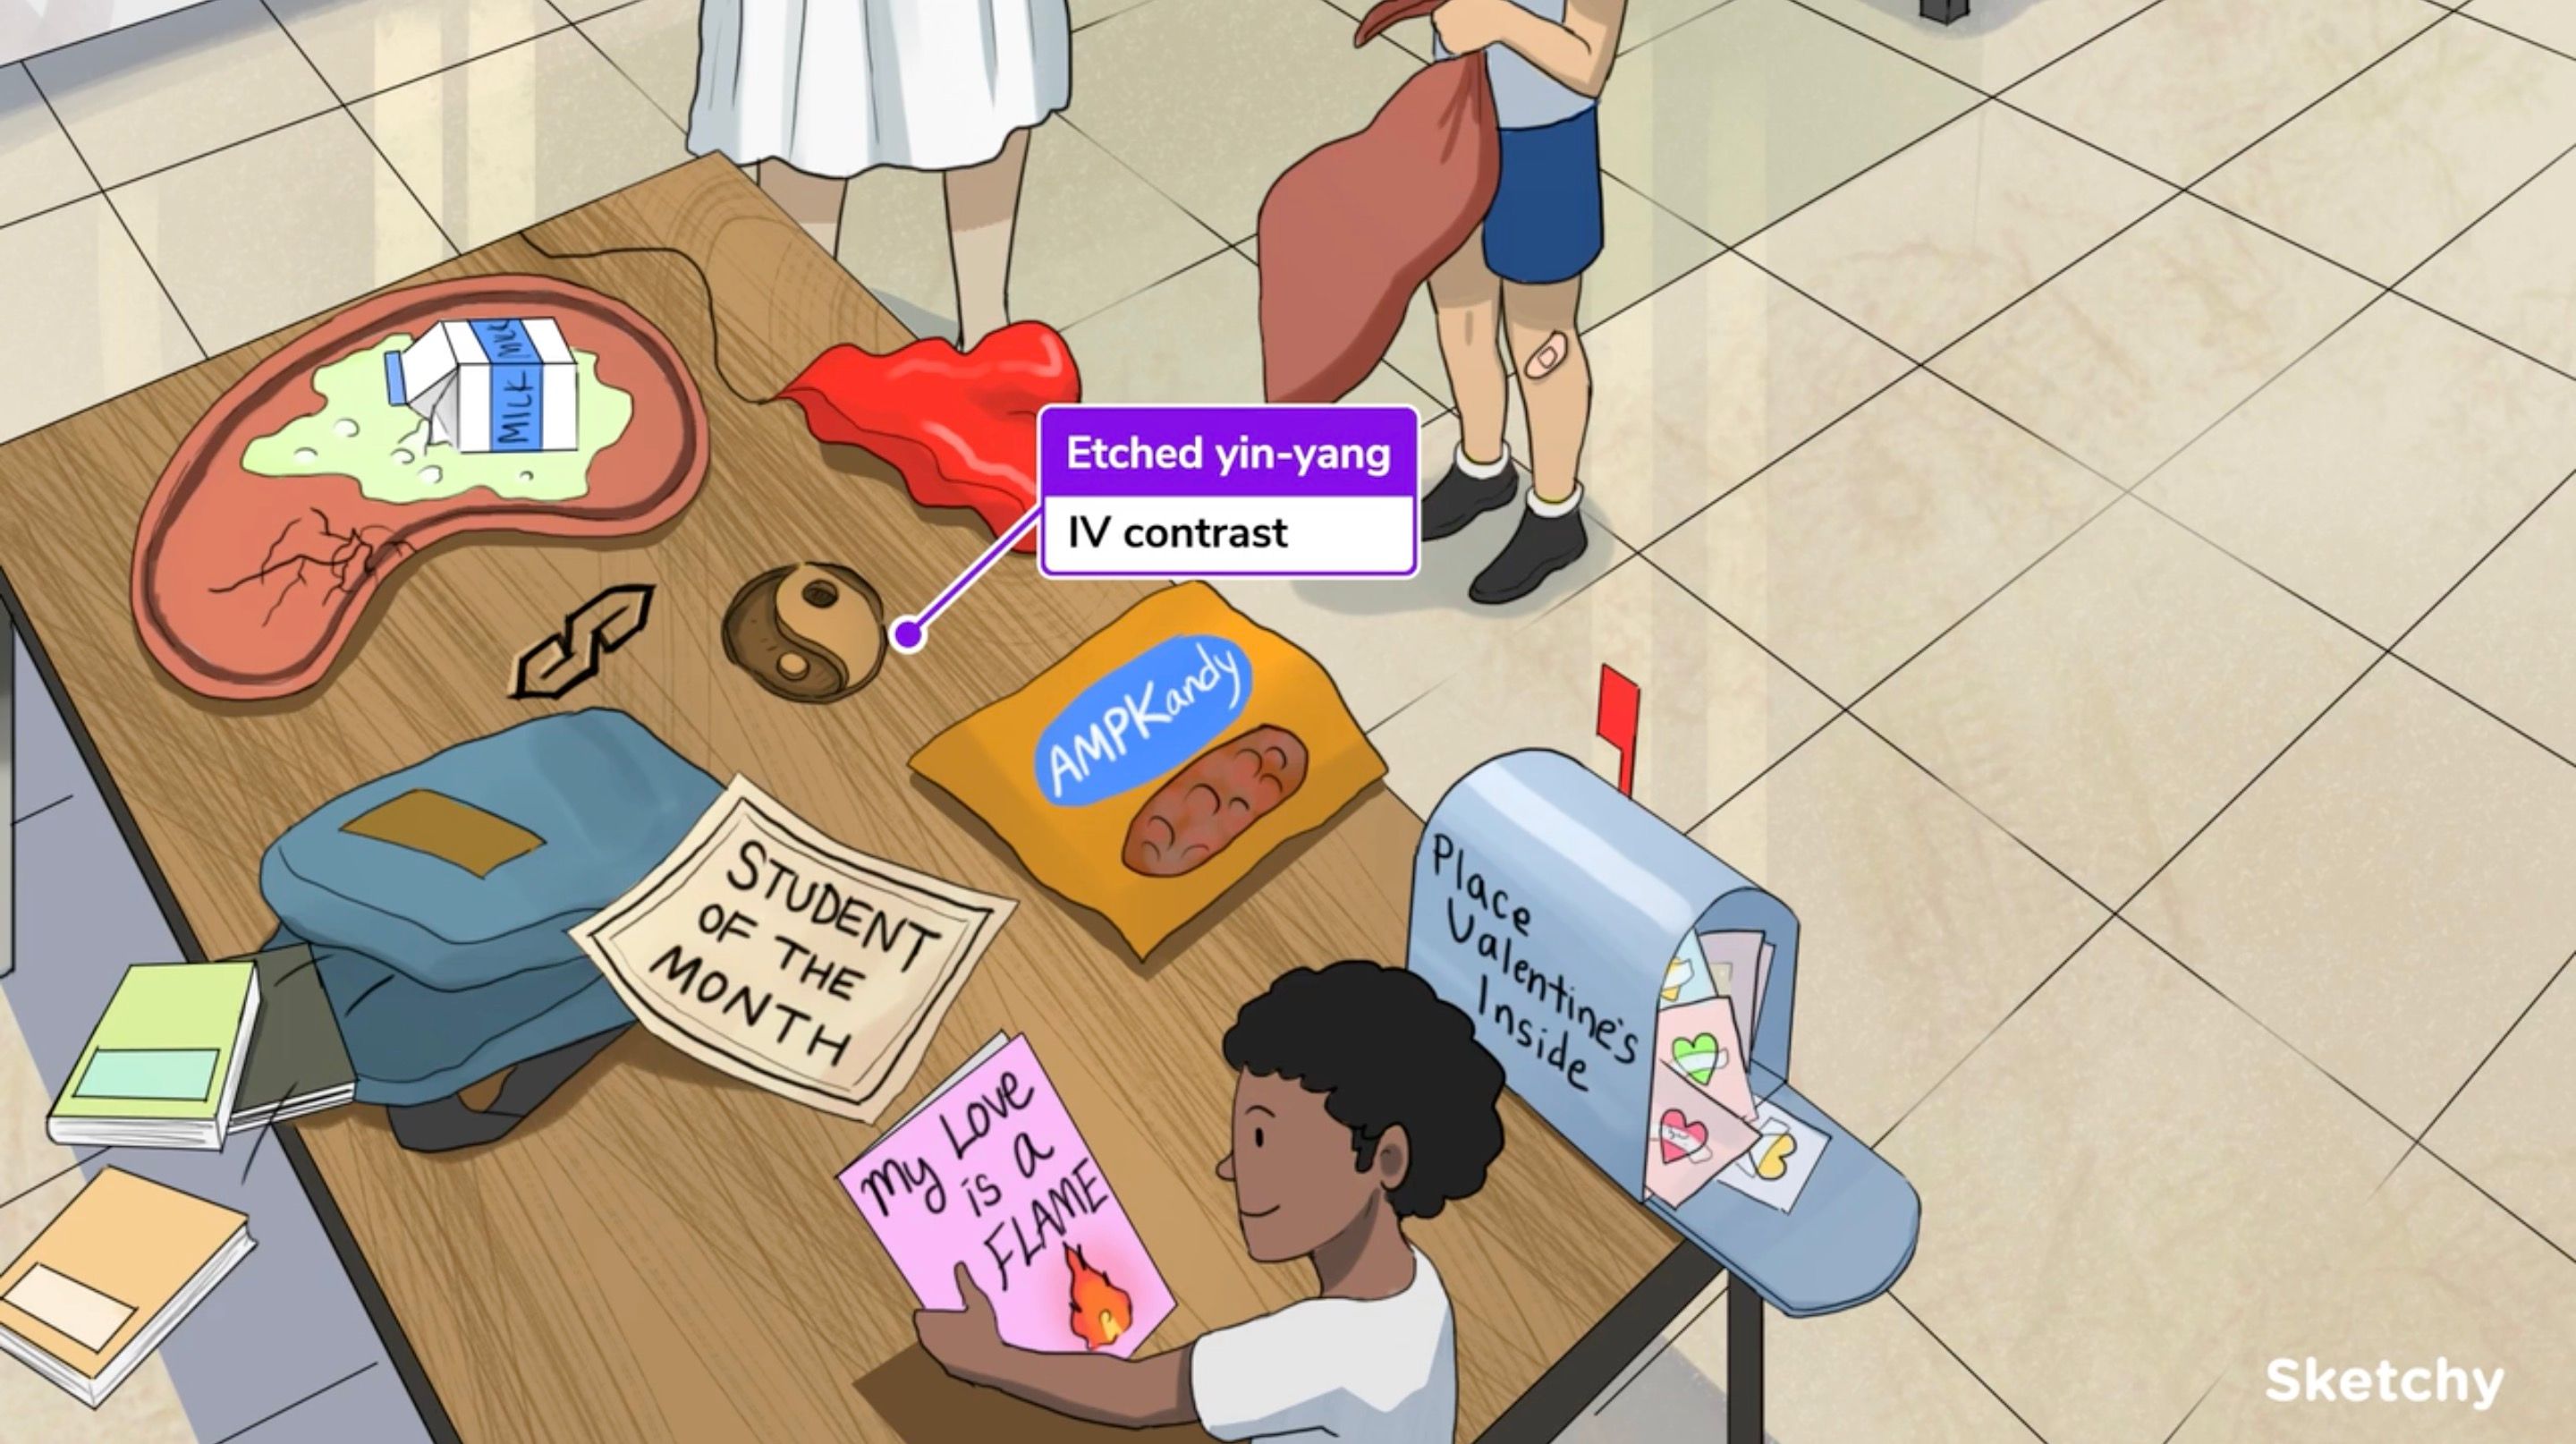 MILK
MILK
Etched yin-yang
IV contrast
AMPKandy
Place
Valentine's
Inside
STUDENT
OF THE
MONTH
My Love
is a
FLAME
Sketchy